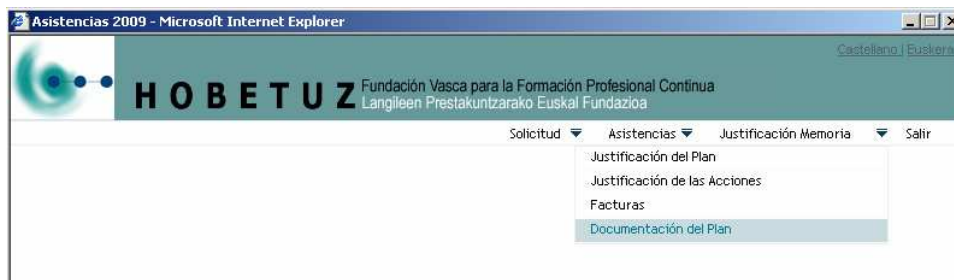 Asistencias 2009 - Microsoft Internet Explorer
Castellano | Euskera
HOBETUZ Fundación Vasca para la Formación Profesional Continua
Langileen Prestakuntzarako Euskal Fundazioa
Solicitud Asistencias Justificación Memoria Salir
Justificación del Plan
Justificación de las Acciones
Facturas
Documentación del Plan